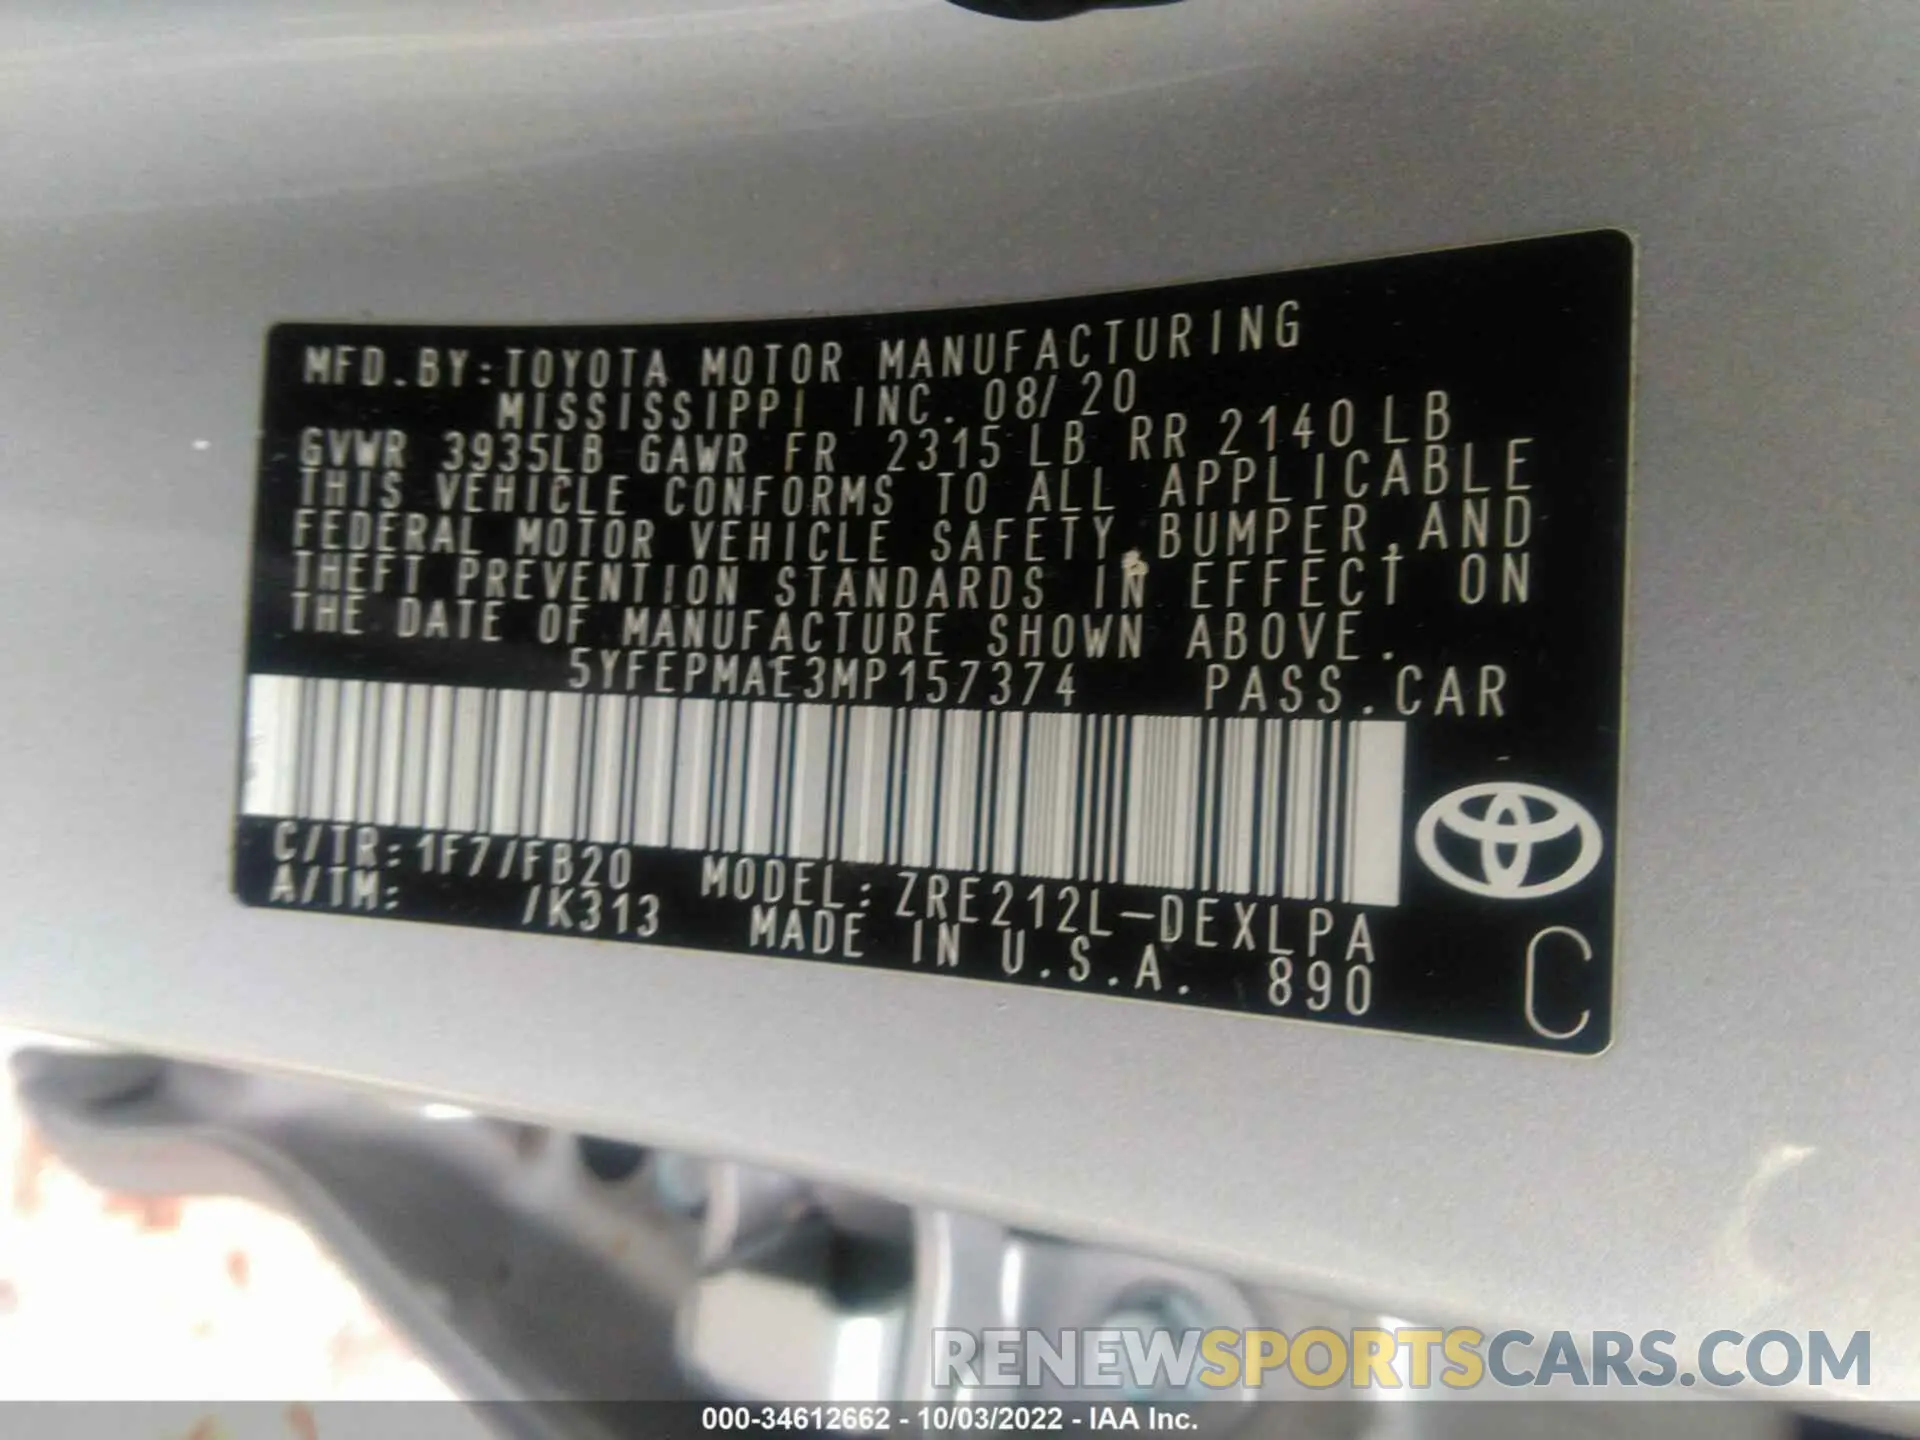 MFD.BY:TOYOTA MOTOR MANUFACTURING
MISSISSIPPI INC. 08/20
GVWR 3935LB GAWR FR 2315LB RR 2140LB
THIS VEHICLE CONFORMS TO ALL APPLICABLE
FEDERAL MOTOR VEHICLE SAFETY, BUMPER, AND
THEFT PREVENTION STANDARDS IN EFFECT ON
THE DATE OF MANUFACTURE SHOWN ABOVE.
5YFEPMAE3MP157374 PASS.CAR
C/TR:1F7/FB20 MODEL:ZRE212L-DEXLPA
A/TM: /K313 MADE IN U.S.A. 890
C
RENEWSPORTSCARS.COM
000-34612662 - 10/03/2022 - IAA Inc.